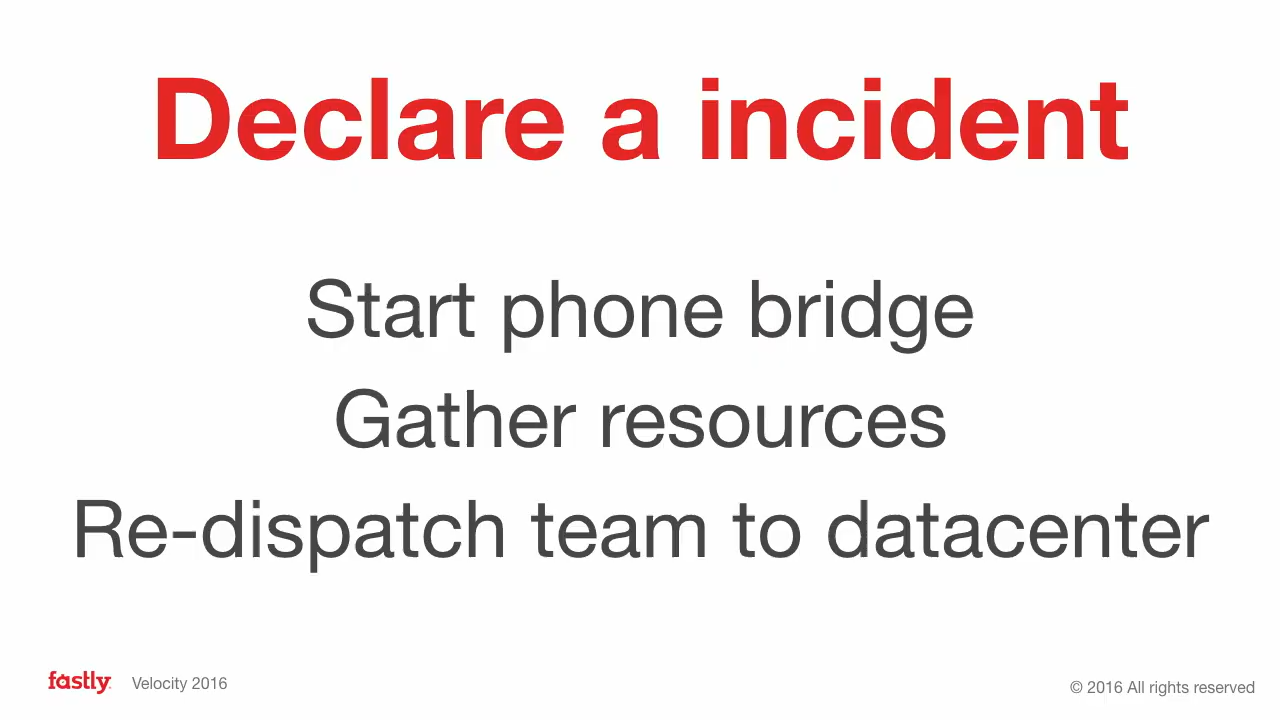 Declare a incident
Start phone bridge
Gather resources
Re-dispatch team to datacenter
fastly Velocity 2016
© 2016 All rights reserved